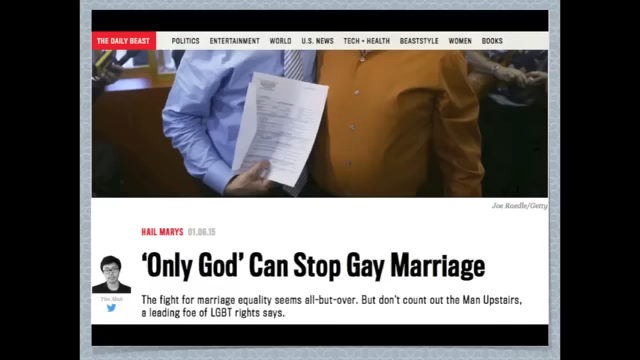 THE DAILY BEAST POLITICS ENTERTAINMENT WORLD U.S. NEWS TECH + HEALTH BEASTSTYLE WOMEN BOOKS
Joe Raedle/Getty
HAIL MARYS 01.06.15
'Only God' Can Stop Gay Marriage
Tim Mak
The fight for marriage equality seems all-but-over. But don't count out the Man Upstairs,
a leading foe of LGBT rights says.